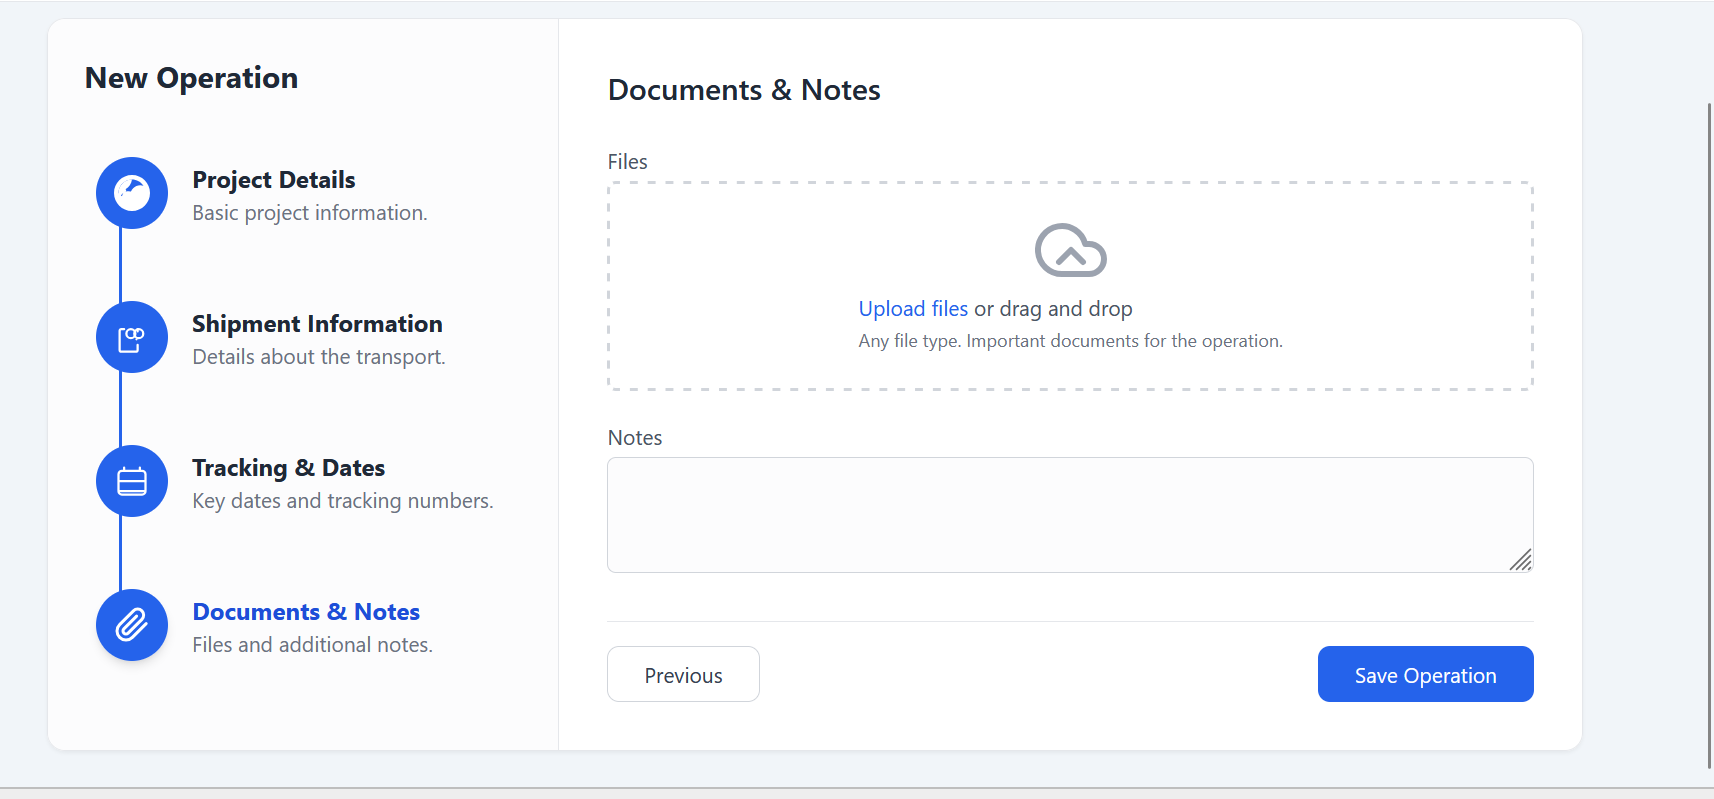 New Operation
Project Details
Basic project information.
Shipment Information
Details about the transport.
Tracking & Dates
Key dates and tracking numbers.
Documents & Notes
Files and additional notes.
Documents & Notes
Files
Upload files or drag and drop
Any file type. Important documents for the operation.
Notes
Previous
Save Operation